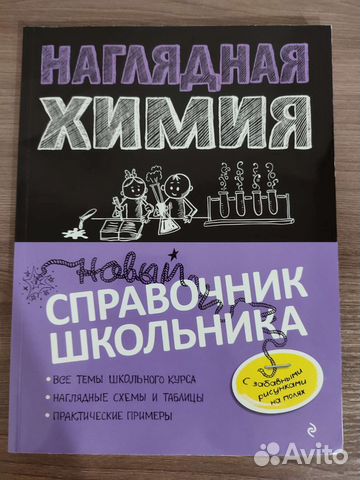 НАГЛЯДНАЯ
ХИМИЯ
Новый
СПРАВОЧНИК
ШКОЛЬНИКА
• ВСЕ ТЕМЫ ШКОЛЬНОГО КУРСА
• НАГЛЯДНЫЕ СХЕМЫ И ТАБЛИЦЫ
• ПРАКТИЧЕСКИЕ ПРИМЕРЫ
С забавными
рисунками
на полях
Avito